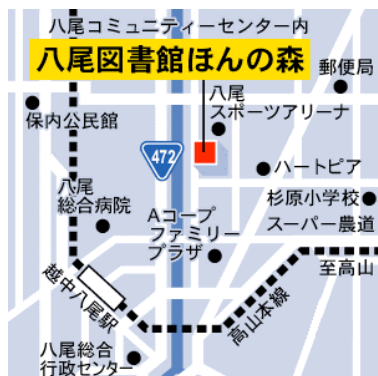 八尾コミュニティーセンター内
八尾図書館ほんの森
郵便局
八尾
スポーツアリーナ
保内公民館
472
ハートピア
八尾
総合病院
杉原小学校
Aコープ
ファミリー
プラザ
スーパー農道
至高山
越中八尾駅
高山本線
八尾総合
行政センター